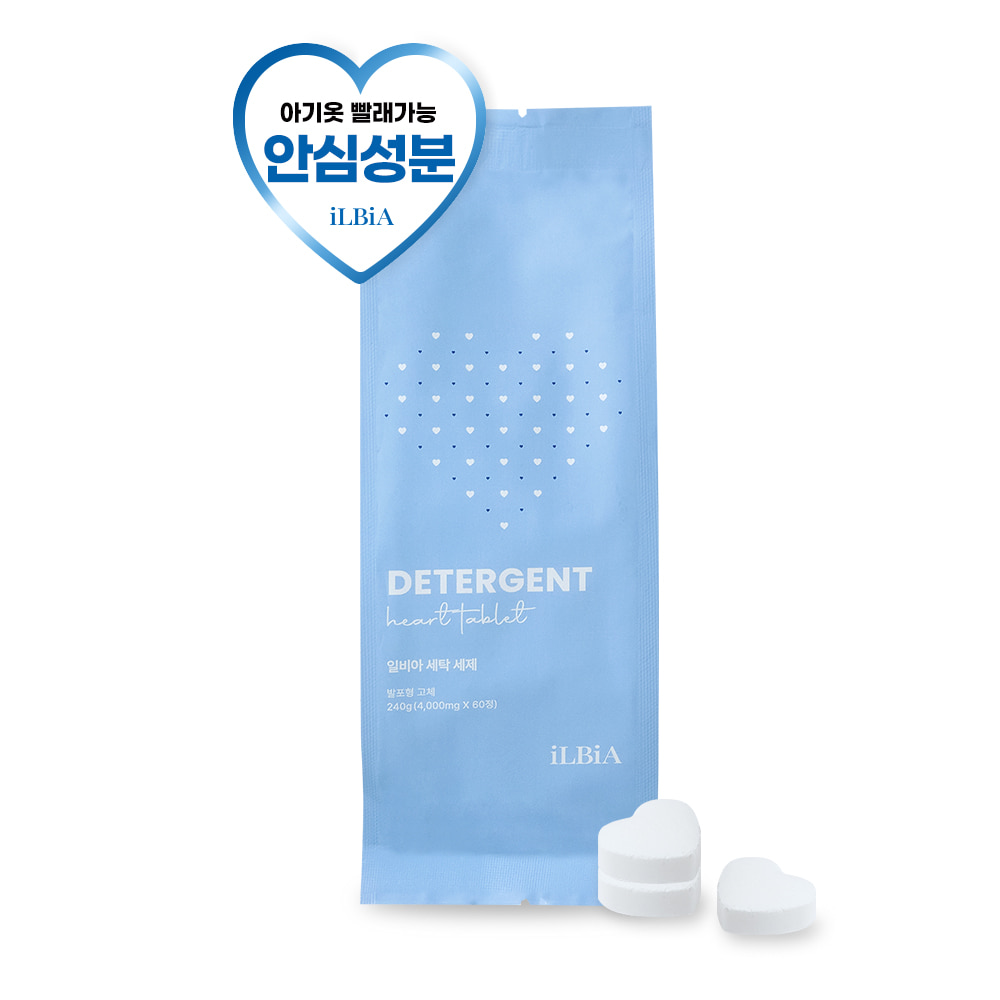 아기옷 빨래가능
안심성분
iLBiA
DETERGENT
heart tablet
일비아 세탁 세제
발포형 고체
240g(4,000mg X 60정)
iLBiA